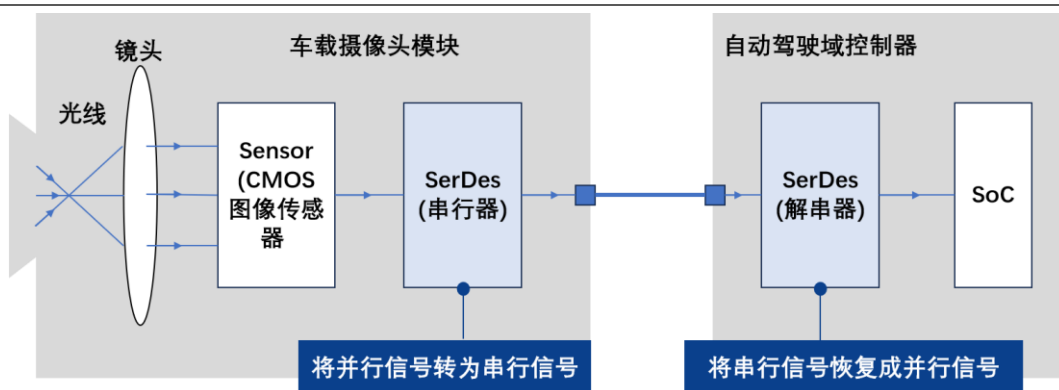 车载摄像头模块
自动驾驶域控制器
镜头
光线
Sensor
(CMOS
图像传感
器
SerDes
(串行器)
SerDes
(解串器)
SoC
将并行信号转为串行信号
将串行信号恢复成并行信号